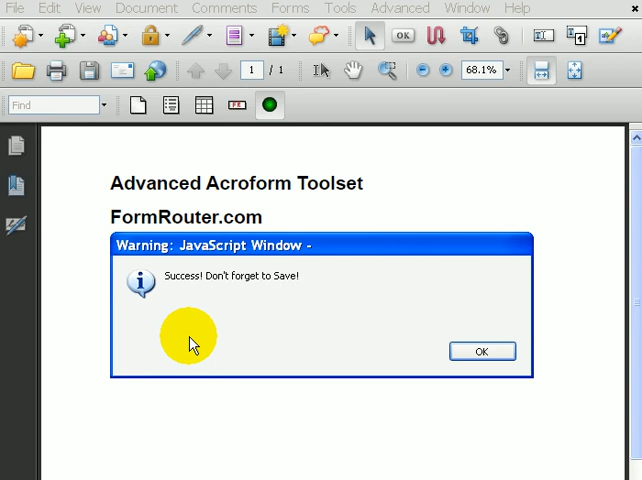 File Edit View Document Comments Forms Tools Advanced Window Help
OK
1 / 1 68.1%
Find
Advanced Acroform Toolset
FormRouter.com
Warning: JavaScript Window -
Success! Don't forget to Save!
OK